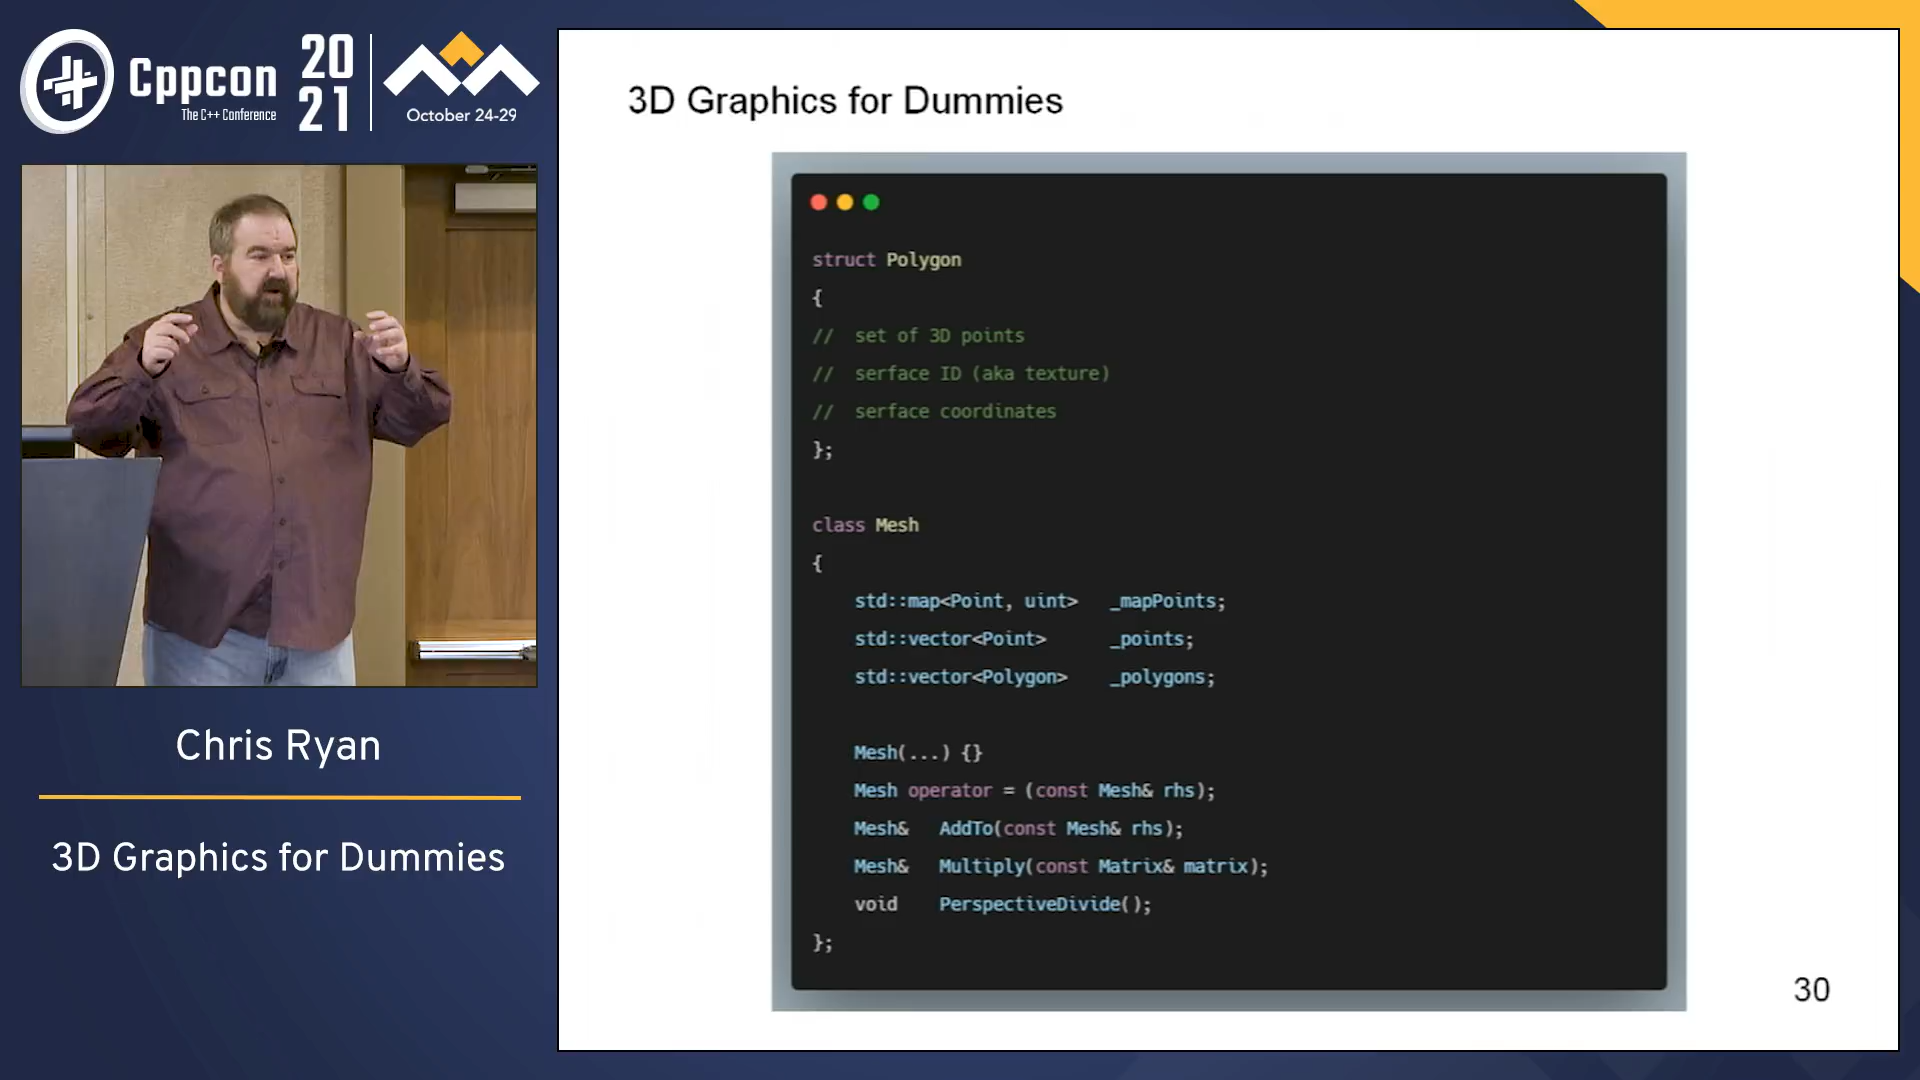 Cppcon
The C++ Conference
20
21
October 24-29
Chris Ryan
3D Graphics for Dummies
3D Graphics for Dummies
struct Polygon
{
//  set of 3D points
//  serface ID (aka texture)
//  serface coordinates
};
class Mesh
{
    std::map<Point, uint>   _mapPoints;
    std::vector<Point>      _points;
    std::vector<Polygon>    _polygons;
    Mesh(...) {}
    Mesh operator = (const Mesh& rhs);
    Mesh&   AddTo(const Mesh& rhs);
    Mesh&   Multiply(const Matrix& matrix);
    void    PerspectiveDivide();
};
30